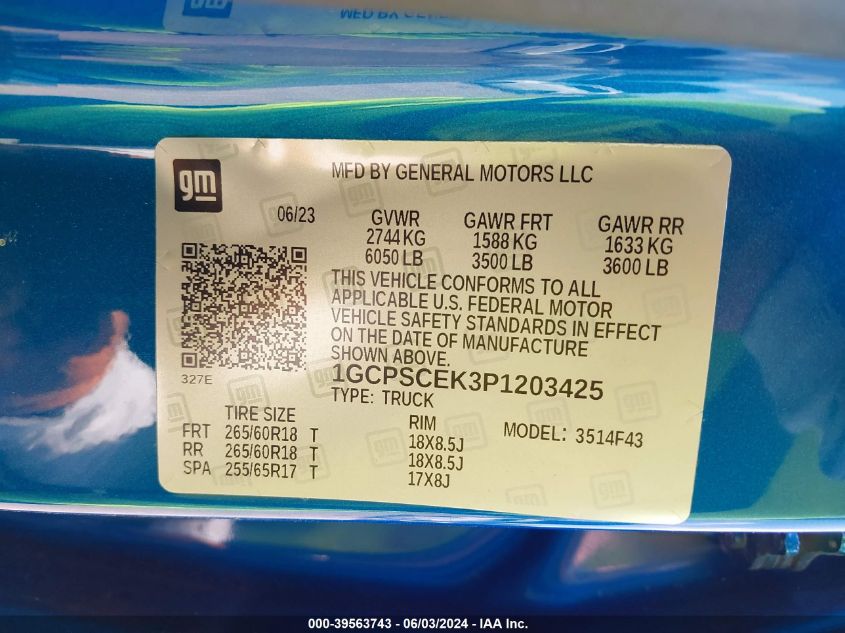 gm
MFD BY GENERAL MOTORS LLC
06/23
GVWR GAWR FRT GAWR RR
2744 KG 1588 KG 1633 KG
6050 LB 3500 LB 3600 LB
THIS VEHICLE CONFORMS TO ALL
APPLICABLE U.S. FEDERAL MOTOR
VEHICLE SAFETY STANDARDS IN EFFECT
ON THE DATE OF MANUFACTURE
SHOWN ABOVE.
327E
1GCPSCEK3P1203425
TYPE: TRUCK
TIRE SIZE RIM MODEL: 3514F43
FRT 265/60R18 T 18X8.5J
RR 265/60R18 T 18X8.5J
SPA 255/65R17 T 17X8J
000-39563743 - 06/03/2024 - IAA Inc.